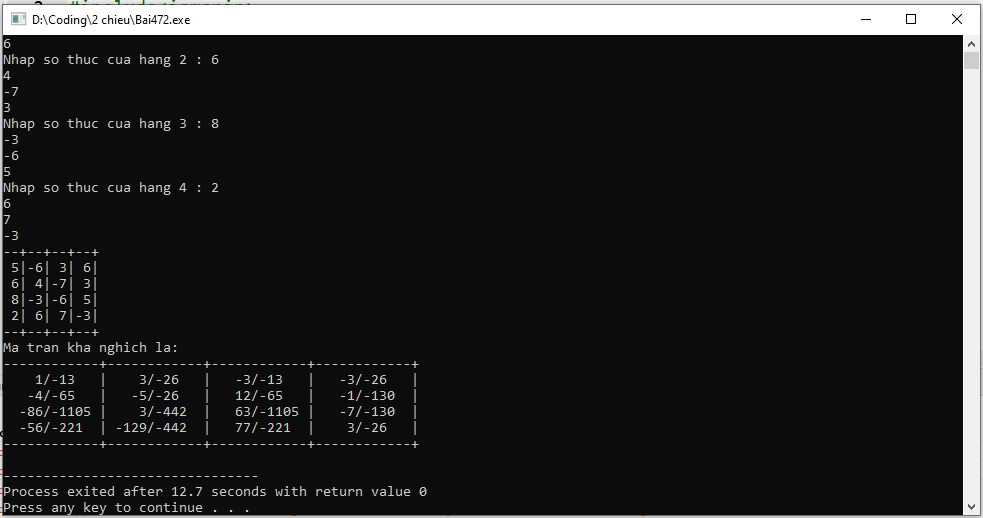 D:\Coding\2 chieu\Bai472.exe
6
Nhap so thuc cua hang 2 : 6
4
-7
3
Nhap so thuc cua hang 3 : 8
-3
-6
5
Nhap so thuc cua hang 4 : 2
6
7
-3
--+--+--+--+
 5|-6| 3| 6|
 6| 4|-7| 3|
 8|-3|-6| 5|
 2| 6| 7|-3|
--+--+--+--+
Ma tran kha nghich la:
------------+------------+------------+------------+
    1/-13   |    3/-26   |   -3/-13   |   -3/-26   |
   -4/-65   |   -5/-26   |   12/-65   |   -1/-130  |
  -86/-1105 |    3/-442  |   63/-1105 |   -7/-130  |
  -56/-221  | -129/-442  |   77/-221  |    3/-26   |
------------+------------+------------+------------+
--------------------------------
Process exited after 12.7 seconds with return value 0
Press any key to continue . . .